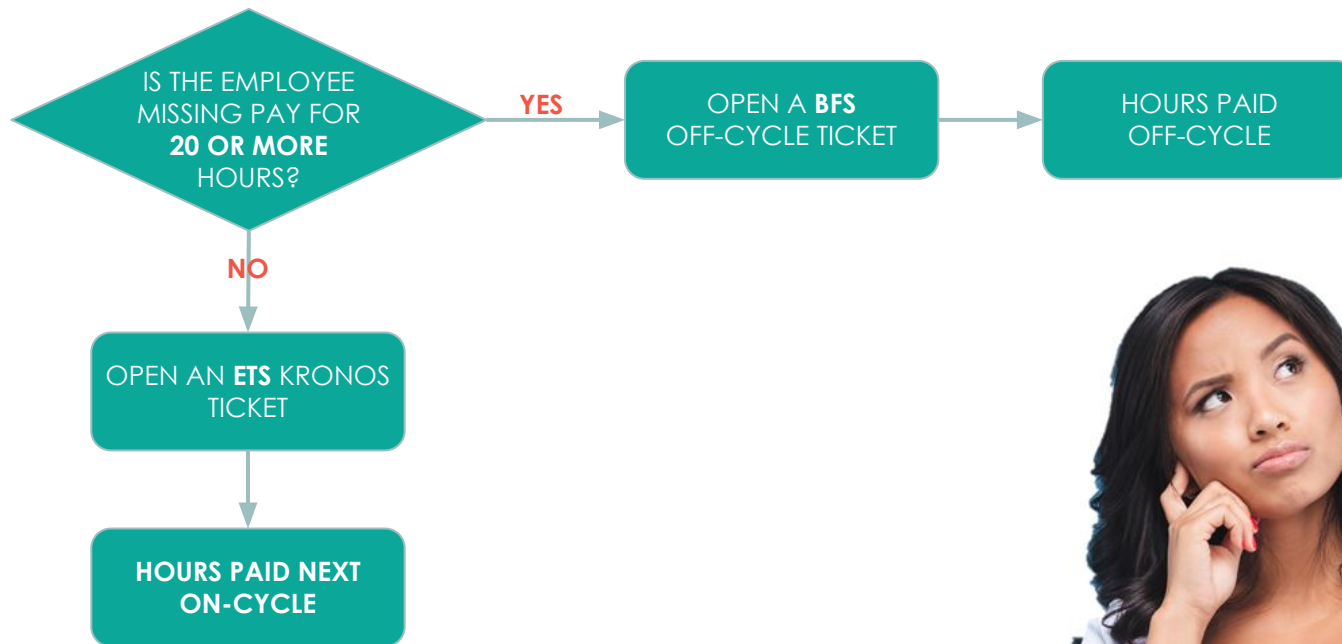 IS THE EMPLOYEE
MISSING PAY FOR
20 OR MORE
HOURS?
YES
OPEN A BFS
OFF-CYCLE TICKET
HOURS PAID
OFF-CYCLE
NO
OPEN AN ETS KRONOS
TICKET
HOURS PAID NEXT
ON-CYCLE